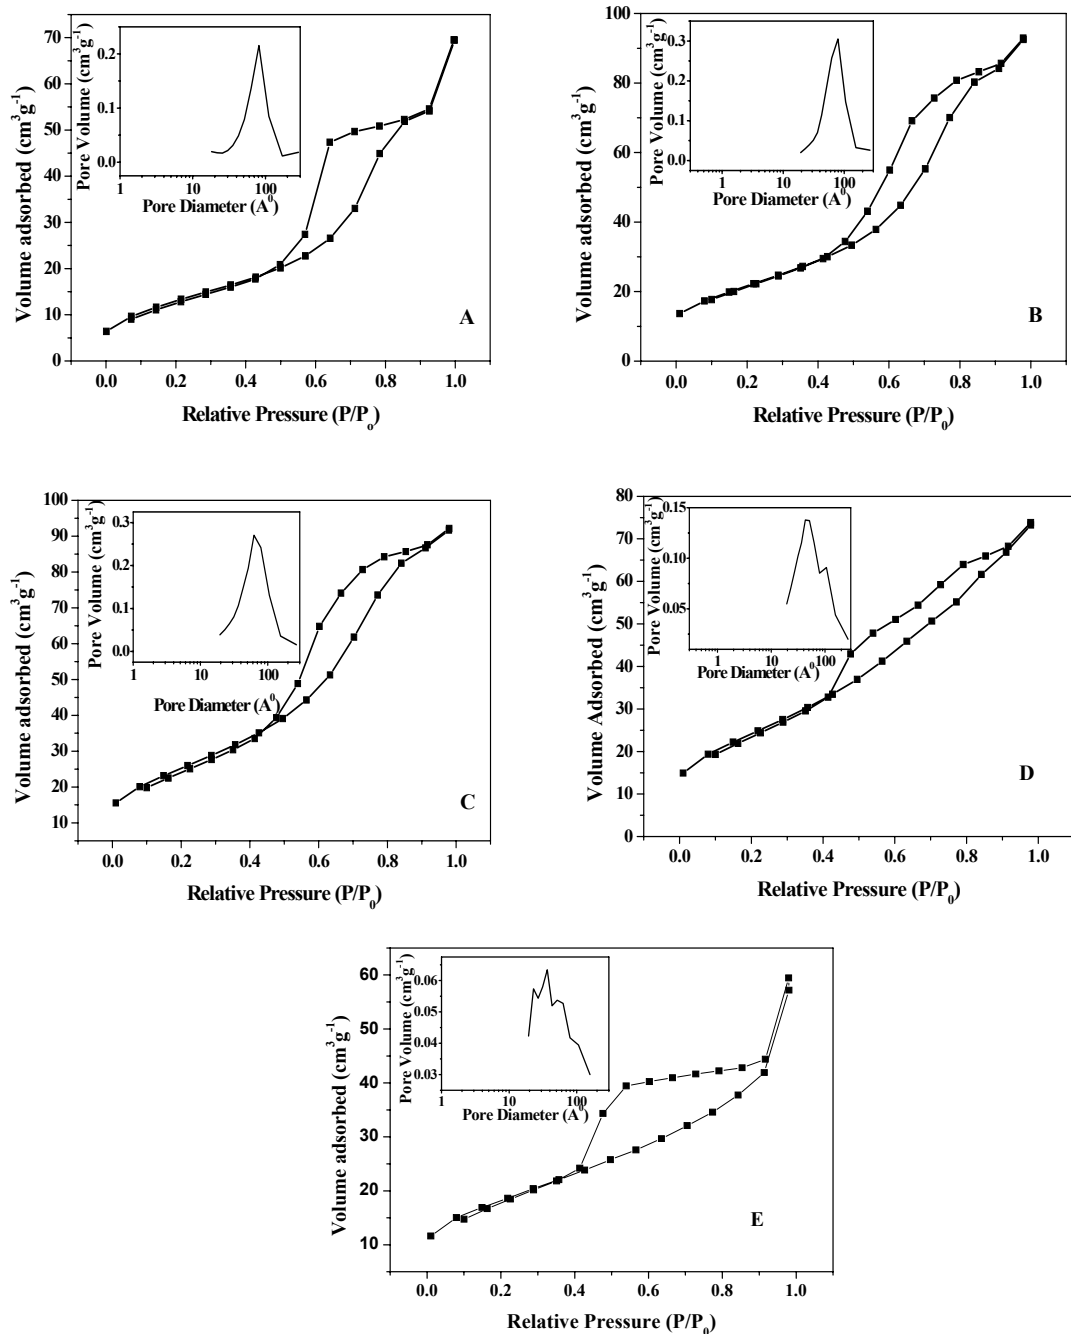 70
60
50
40
30
20
10
0
Volume adsorbed (cm³g⁻¹)
0.0 0.2 0.4 0.6 0.8 1.0
Relative Pressure (P/Pₒ)
A
0.2
0.1
0.0
Pore Volume (cm³g⁻¹)
1 10 100
Pore Diameter (A⁰)
100
80
60
40
20
0
Volume adsorbed (cm³g⁻¹)
0.0 0.2 0.4 0.6 0.8 1.0
Relative Pressure (P/P₀)
B
0.3
0.2
0.1
0.0
Pore Volume (cm³g⁻¹)
1 10 100
Pore Diameter (A⁰)
100
90
80
70
60
50
40
30
20
10
Volume adsorbed (cm³g⁻¹)
0.0 0.2 0.4 0.6 0.8 1.0
Relative Pressure (P/P₀)
C
0.3
0.2
0.1
0.0
Pore Volume (cm³g⁻¹)
1 10 100
Pore Diameter (A⁰)
80
70
60
50
40
30
20
10
0
Volume Adsorbed (cm³g⁻¹)
0.0 0.2 0.4 0.6 0.8 1.0
Relative Pressure (P/P₀)
D
0.15
0.10
0.05
Pore Volume (cm³g⁻¹)
1 10 100
Pore Diameter (A⁰)
60
50
40
30
20
10
Volume adsorbed (cm³g⁻¹)
0.0 0.2 0.4 0.6 0.8 1.0
Relative Pressure (P/P₀)
E
0.06
0.05
0.04
0.03
Pore Volume (cm³g⁻¹)
1 10 100
Pore Diameter (A⁰)